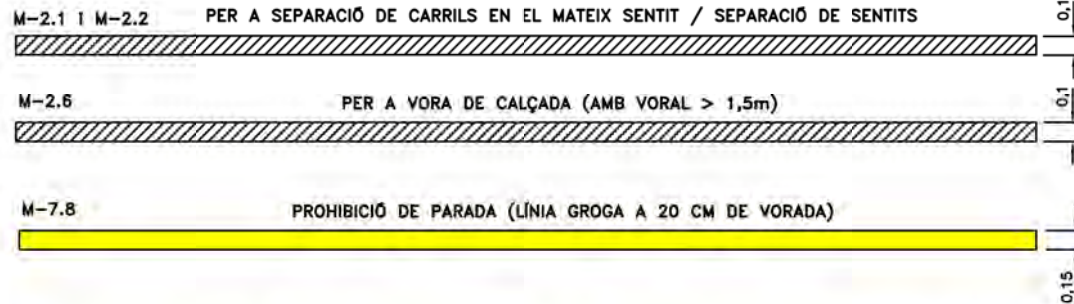 M-2.1 I M-2.2 PER A SEPARACIÓ DE CARRILS EN EL MATEIX SENTIT / SEPARACIÓ DE SENTITS
0,1
M-2.6 PER A VORA DE CALÇADA (AMB VORAL > 1,5m)
0,1
M-7.8 PROHIBICIÓ DE PARADA (LÍNIA GROGA A 20 CM DE VORADA)
0,15